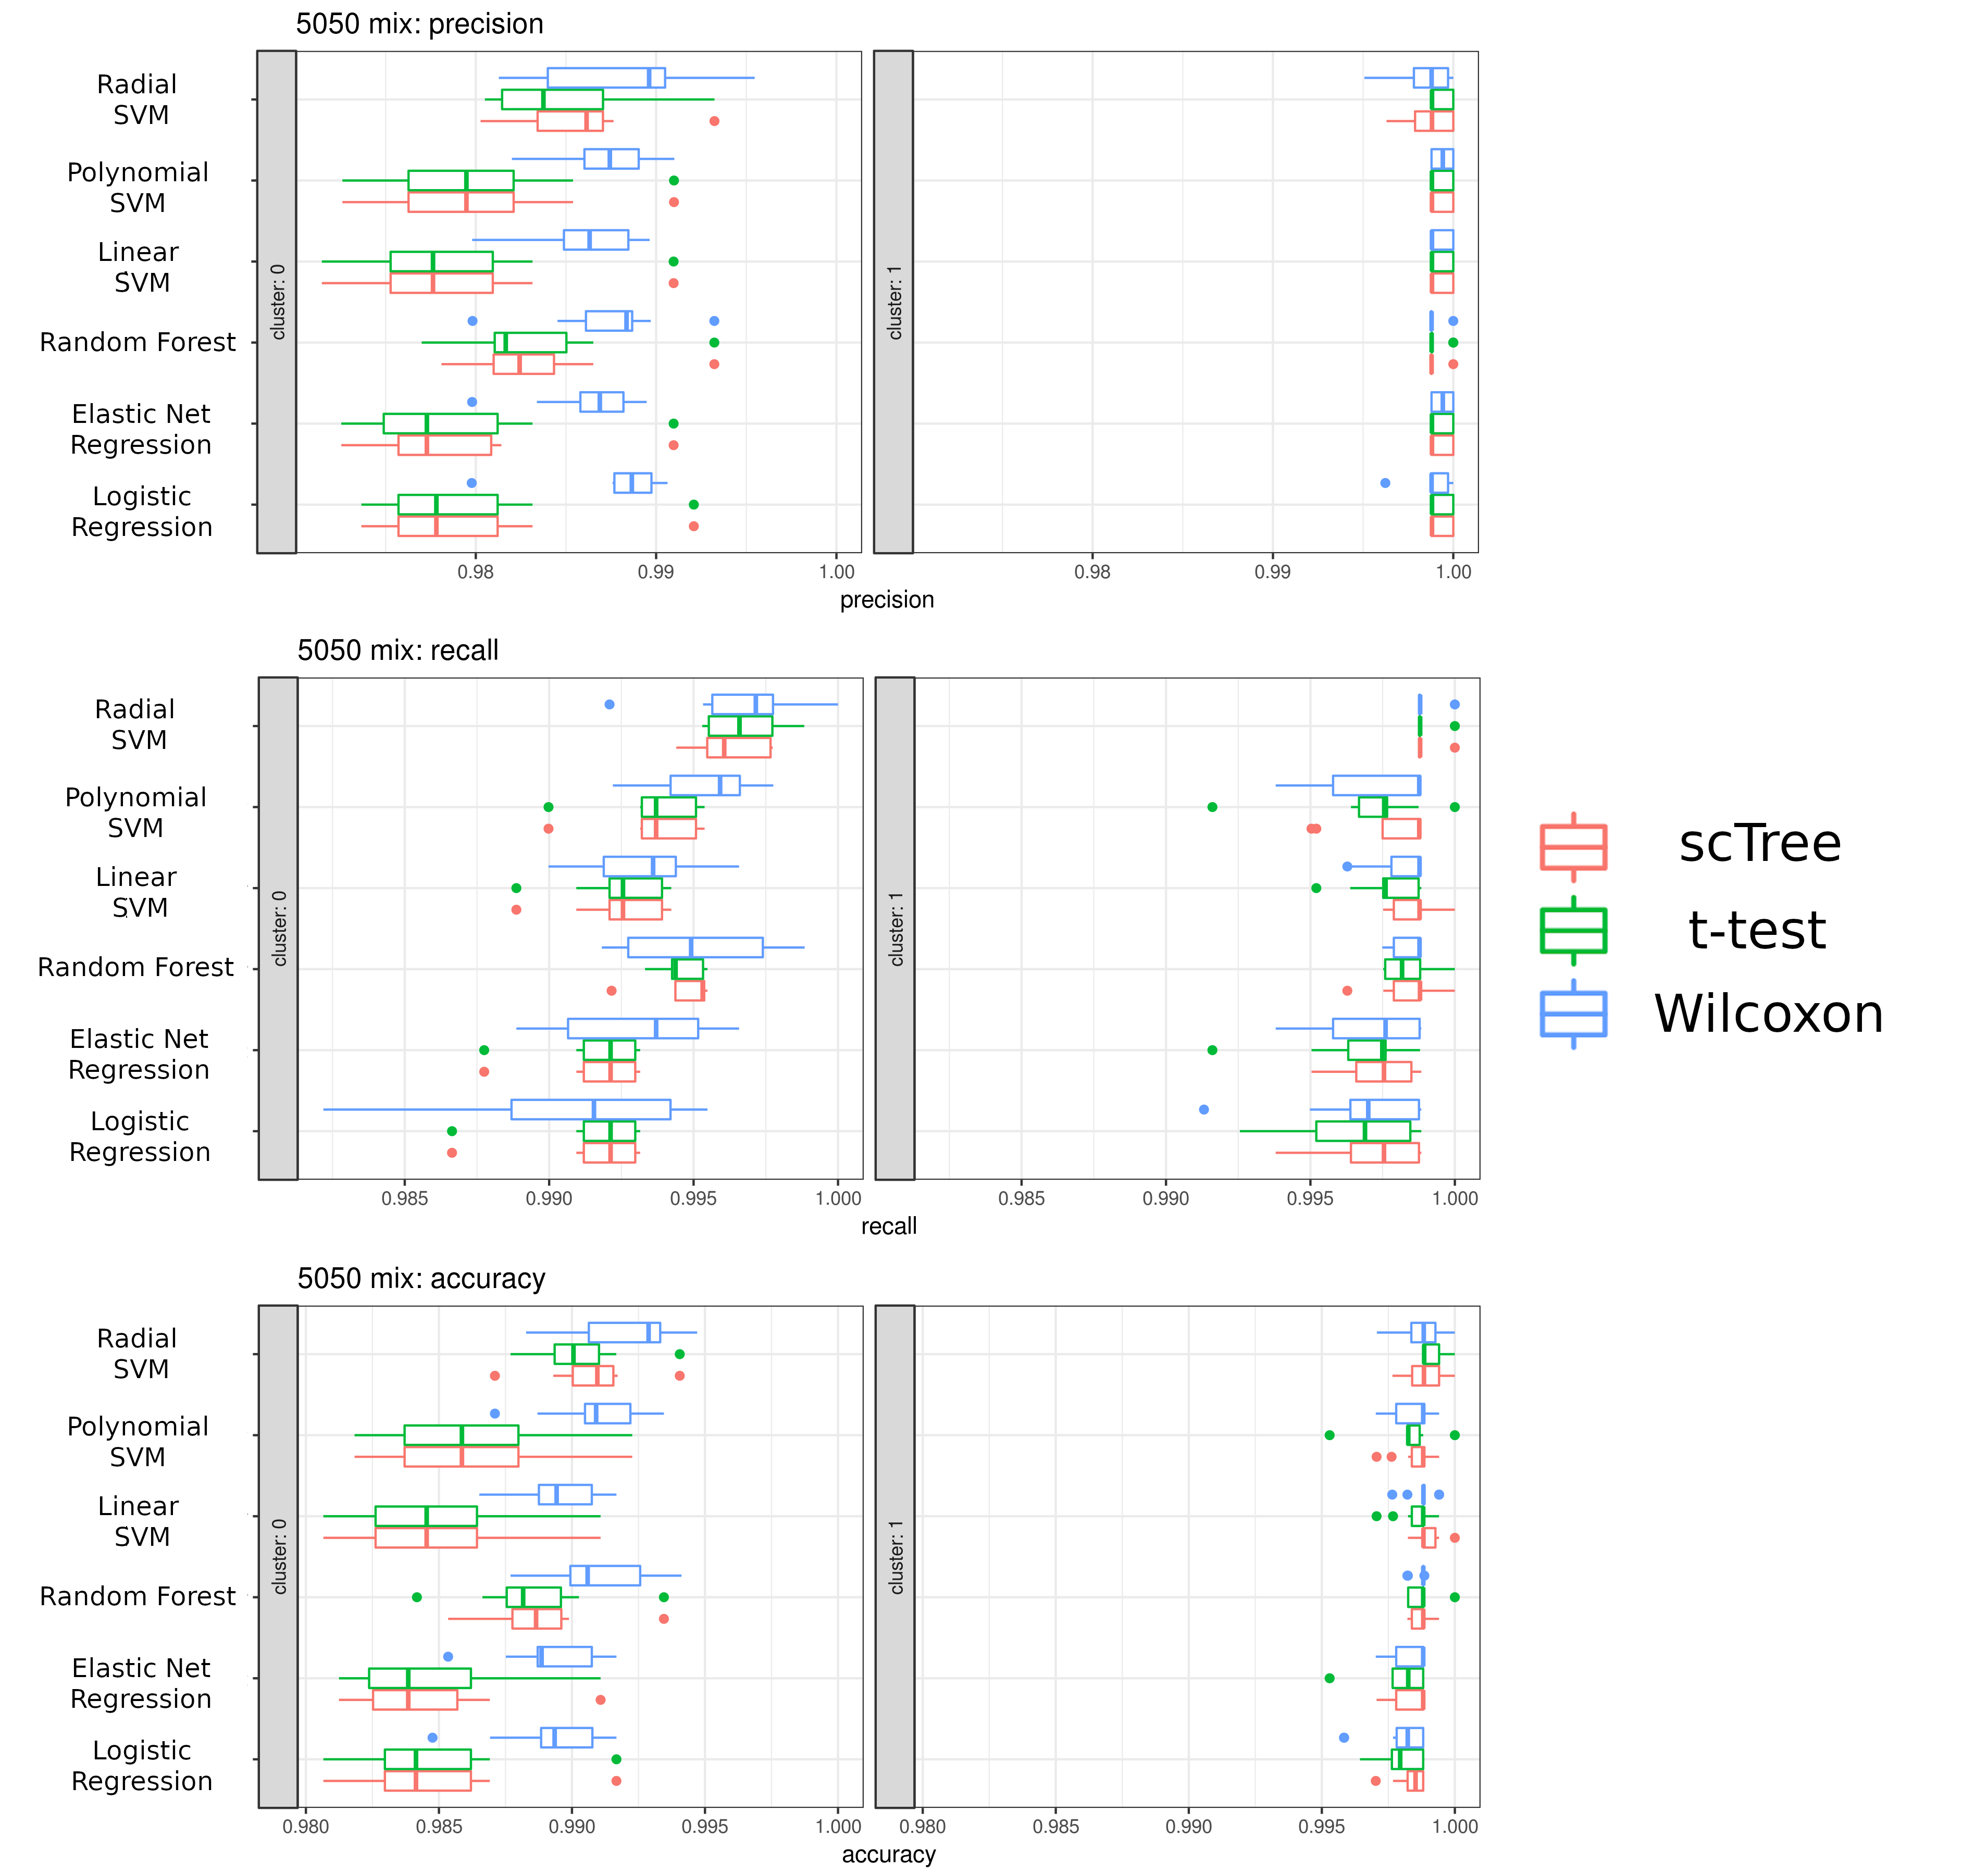 5050 mix: precision
Radial
SVM
Polynomial
SVM
Linear
SVM
Random Forest
Elastic Net
Regression
Logistic
Regression
cluster: 0
cluster: 1
0.98
0.99
1.00
0.98
0.99
1.00
precision
5050 mix: recall
Radial
SVM
Polynomial
SVM
Linear
SVM
Random Forest
Elastic Net
Regression
Logistic
Regression
cluster: 0
cluster: 1
0.985
0.990
0.995
1.000
0.985
0.990
0.995
1.000
recall
scTree
t-test
Wilcoxon
5050 mix: accuracy
Radial
SVM
Polynomial
SVM
Linear
SVM
Random Forest
Elastic Net
Regression
Logistic
Regression
cluster: 0
cluster: 1
0.980
0.985
0.990
0.995
1.000
0.980
0.985
0.990
0.995
1.000
accuracy